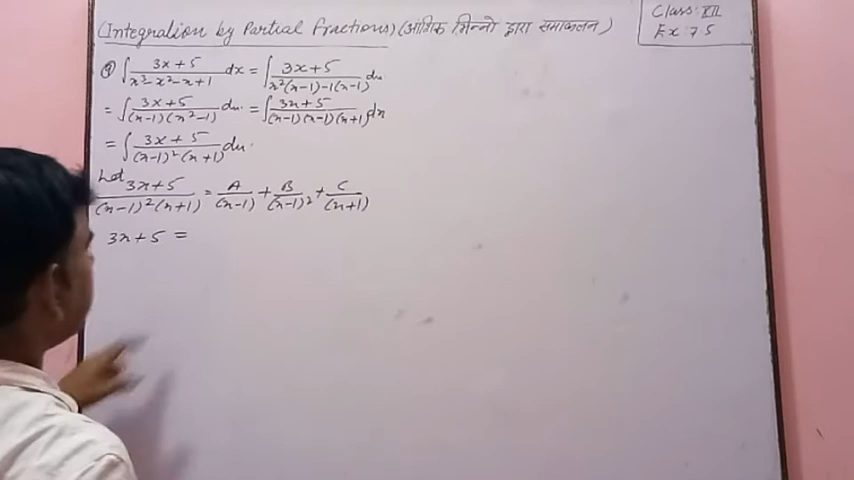 (Integration by Partial fractions) (आंशिक भिन्नो द्वारा समाकलन)
Class: XII
Ex: 7.5
9 ∫ 3x+5 / x³-x²-x+1 dx = ∫ 3x+5 / x²(x-1)-1(x-1) dx
= ∫ 3x+5 / (x-1)(x²-1) dx = ∫ 3x+5 / (x-1)(x-1)(x+1) dx
= ∫ 3x+5 / (x-1)²(x+1) dx
Let 3x+5 / (x-1)²(x+1) = A / (x-1) + B / (x-1)² + C / (x+1)
3x+5 =